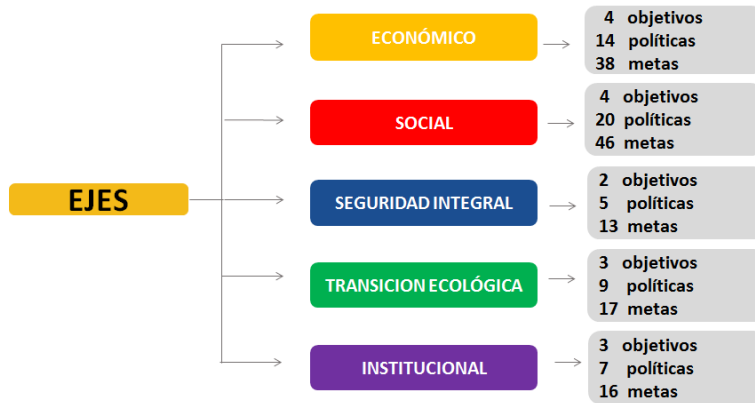 EJES
ECONÓMICO
4 objetivos
14 políticas
38 metas
SOCIAL
4 objetivos
20 políticas
46 metas
SEGURIDAD INTEGRAL
2 objetivos
5 políticas
13 metas
TRANSICION ECOLÓGICA
3 objetivos
9 políticas
17 metas
INSTITUCIONAL
3 objetivos
7 políticas
16 metas